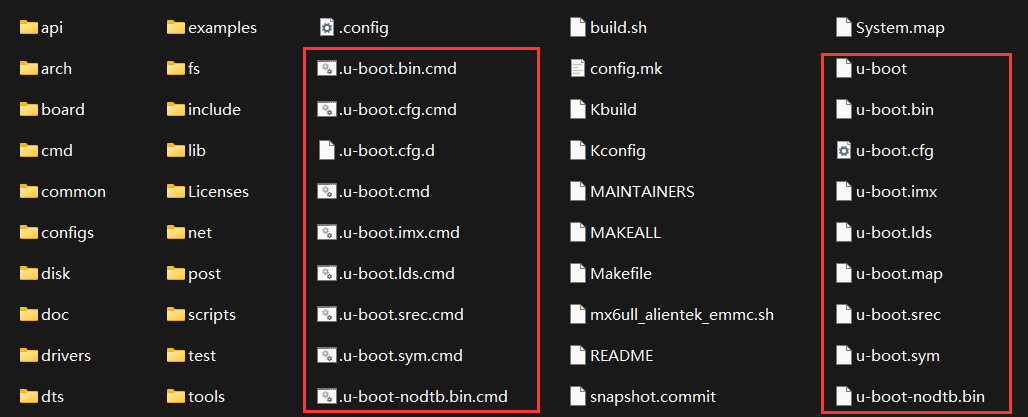 api
arch
board
cmd
common
configs
disk
doc
drivers
dts
examples
fs
include
lib
Licenses
net
post
scripts
test
tools
.config
.u-boot.bin.cmd
.u-boot.cfg.cmd
.u-boot.cfg.d
.u-boot.cmd
.u-boot.imx.cmd
.u-boot.lds.cmd
.u-boot.srec.cmd
.u-boot.sym.cmd
.u-boot-nodtb.bin.cmd
build.sh
config.mk
Kbuild
Kconfig
MAINTAINERS
MAKEALL
Makefile
mx6ull_alientek_emmc.sh
README
snapshot.commit
System.map
u-boot
u-boot.bin
u-boot.cfg
u-boot.imx
u-boot.lds
u-boot.map
u-boot.srec
u-boot.sym
u-boot-nodtb.bin